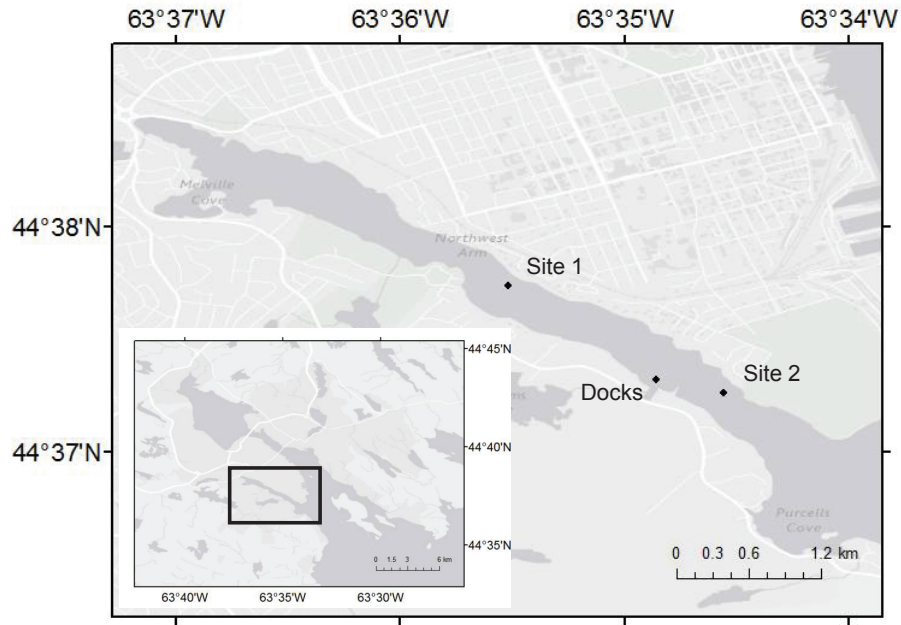 63°37'W 63°36'W 63°35'W 63°34'W
Melville
Cove
44°38'N
Northwest
Arm
Site 1
44°45'N
Site 2
Docks
44°37'N
44°40'N
Purcells
Cove
0 0.3 0.6 1.2 km
44°35'N
0 1.5 3 6 km
63°40'W 63°35'W 63°30'W